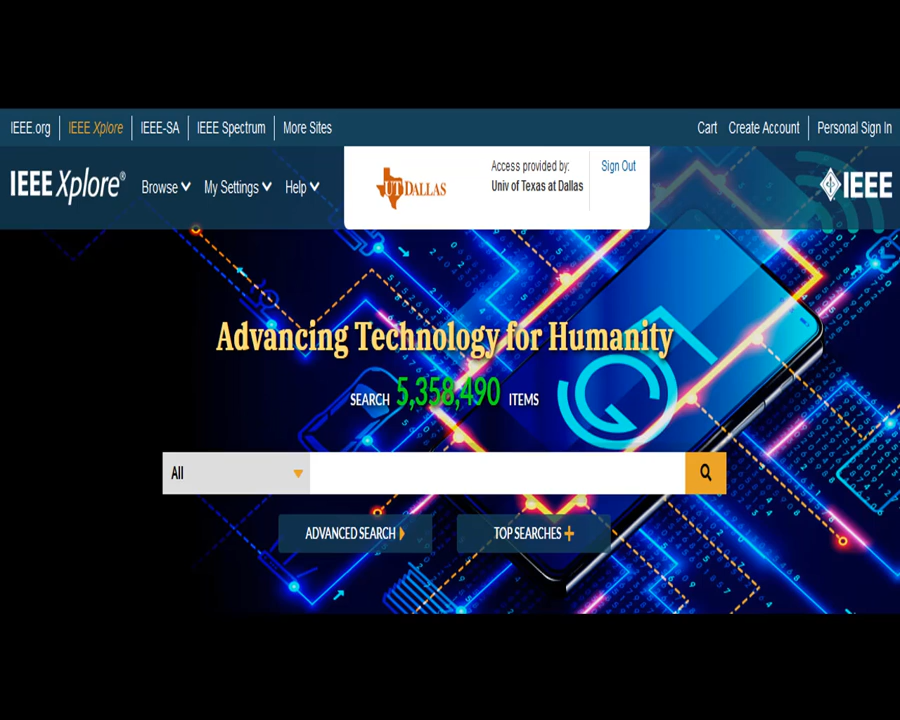 IEEE.org IEEE Xplore IEEE-SA IEEE Spectrum More Sites Cart Create Account Personal Sign In
IEEE Xplore® Browse My Settings Help UT DALLAS Access provided by: Sign Out IEEE
Univ of Texas at Dallas
Advancing Technology for Humanity
SEARCH 5,358,490 ITEMS
All
ADVANCED SEARCH TOP SEARCHES